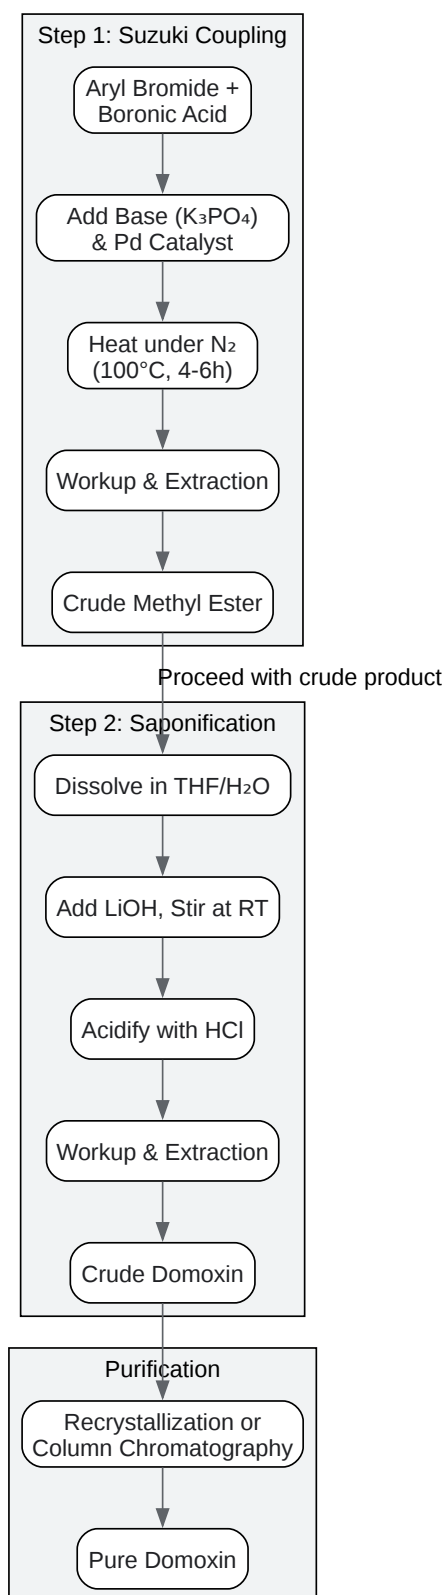 Step 1: Suzuki Coupling
Aryl Bromide +
Boronic Acid
Add Base (K₃PO₄)
& Pd Catalyst
Heat under N₂
(100°C, 4-6h)
Workup & Extraction
Crude Methyl Ester
Proceed with crude product
Step 2: Saponification
Dissolve in THF/H₂O
Add LiOH, Stir at RT
Acidify with HCl
Workup & Extraction
Crude Domoxin
Purification
Recrystallization or
Column Chromatography
Pure Domoxin